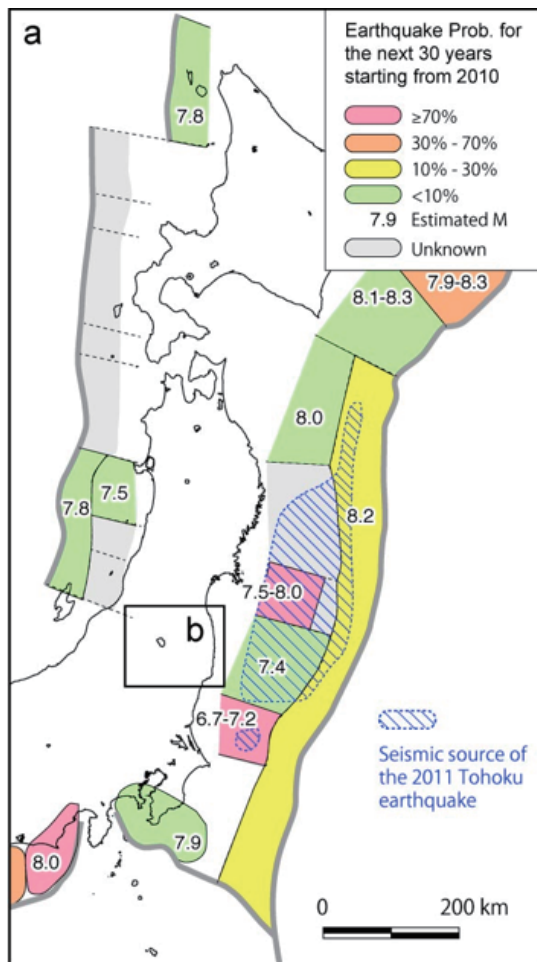 a
Earthquake Prob. for
the next 30 years
starting from 2010
≥70%
30% - 70%
10% - 30%
<10%
7.9 Estimated M
Unknown
7.8
7.9-8.3
8.1-8.3
8.0
8.2
7.5
7.8
7.5-8.0
b
7.4
6.7-7.2
Seismic source of
the 2011 Tohoku
earthquake
7.9
8.0
0 200 km